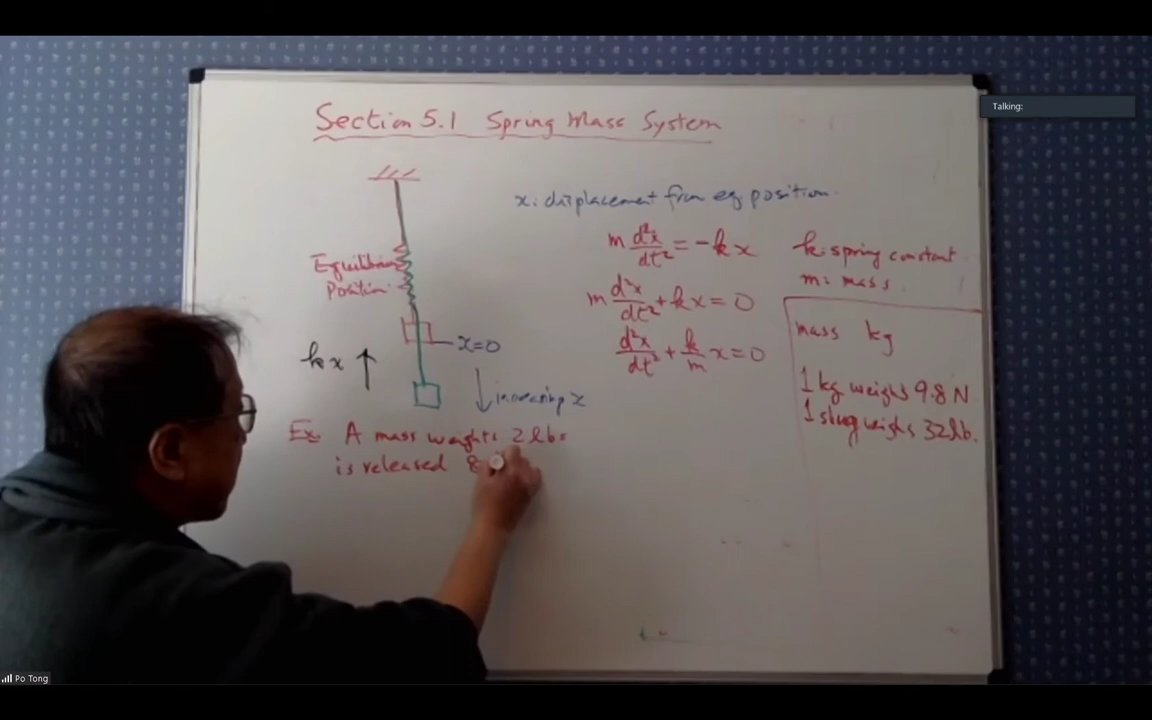 Section 5.1 Spring Mass System
x: displacement from eq position.
m d²x/dt² = -kx
k: spring constant
m: mass
Equilibrium
Position
m d²x/dt² + kx = 0
d²x/dt² + k/m x = 0
mass kg
1 kg weighs 9.8 N
1 slug weighs 32 lb.
x=0
kx
increasing x
Ex: A mass weighs 2 lbs
is released 8
Talking:
Po Tong